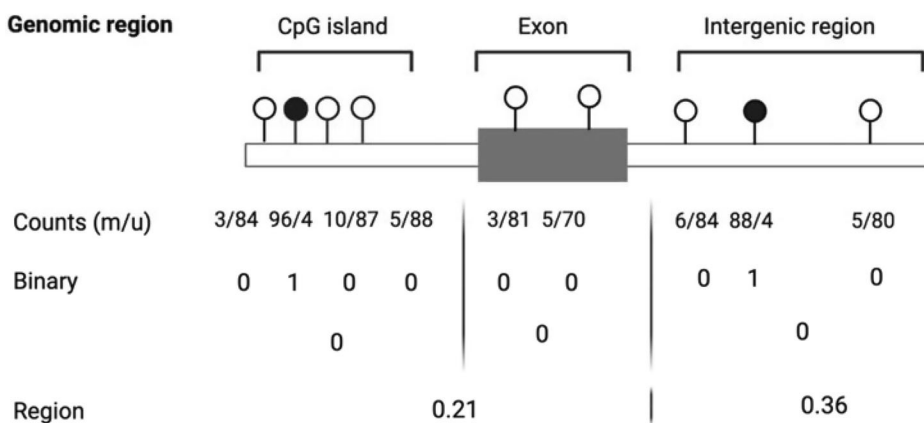 Genomic region CpG island Exon Intergenic region
Counts (m/u) 3/84 96/4 10/87 5/88 3/81 5/70 6/84 88/4 5/80
Binary 0 1 0 0 0 0 0 1 0
0 0 0
Region 0.21 0.36